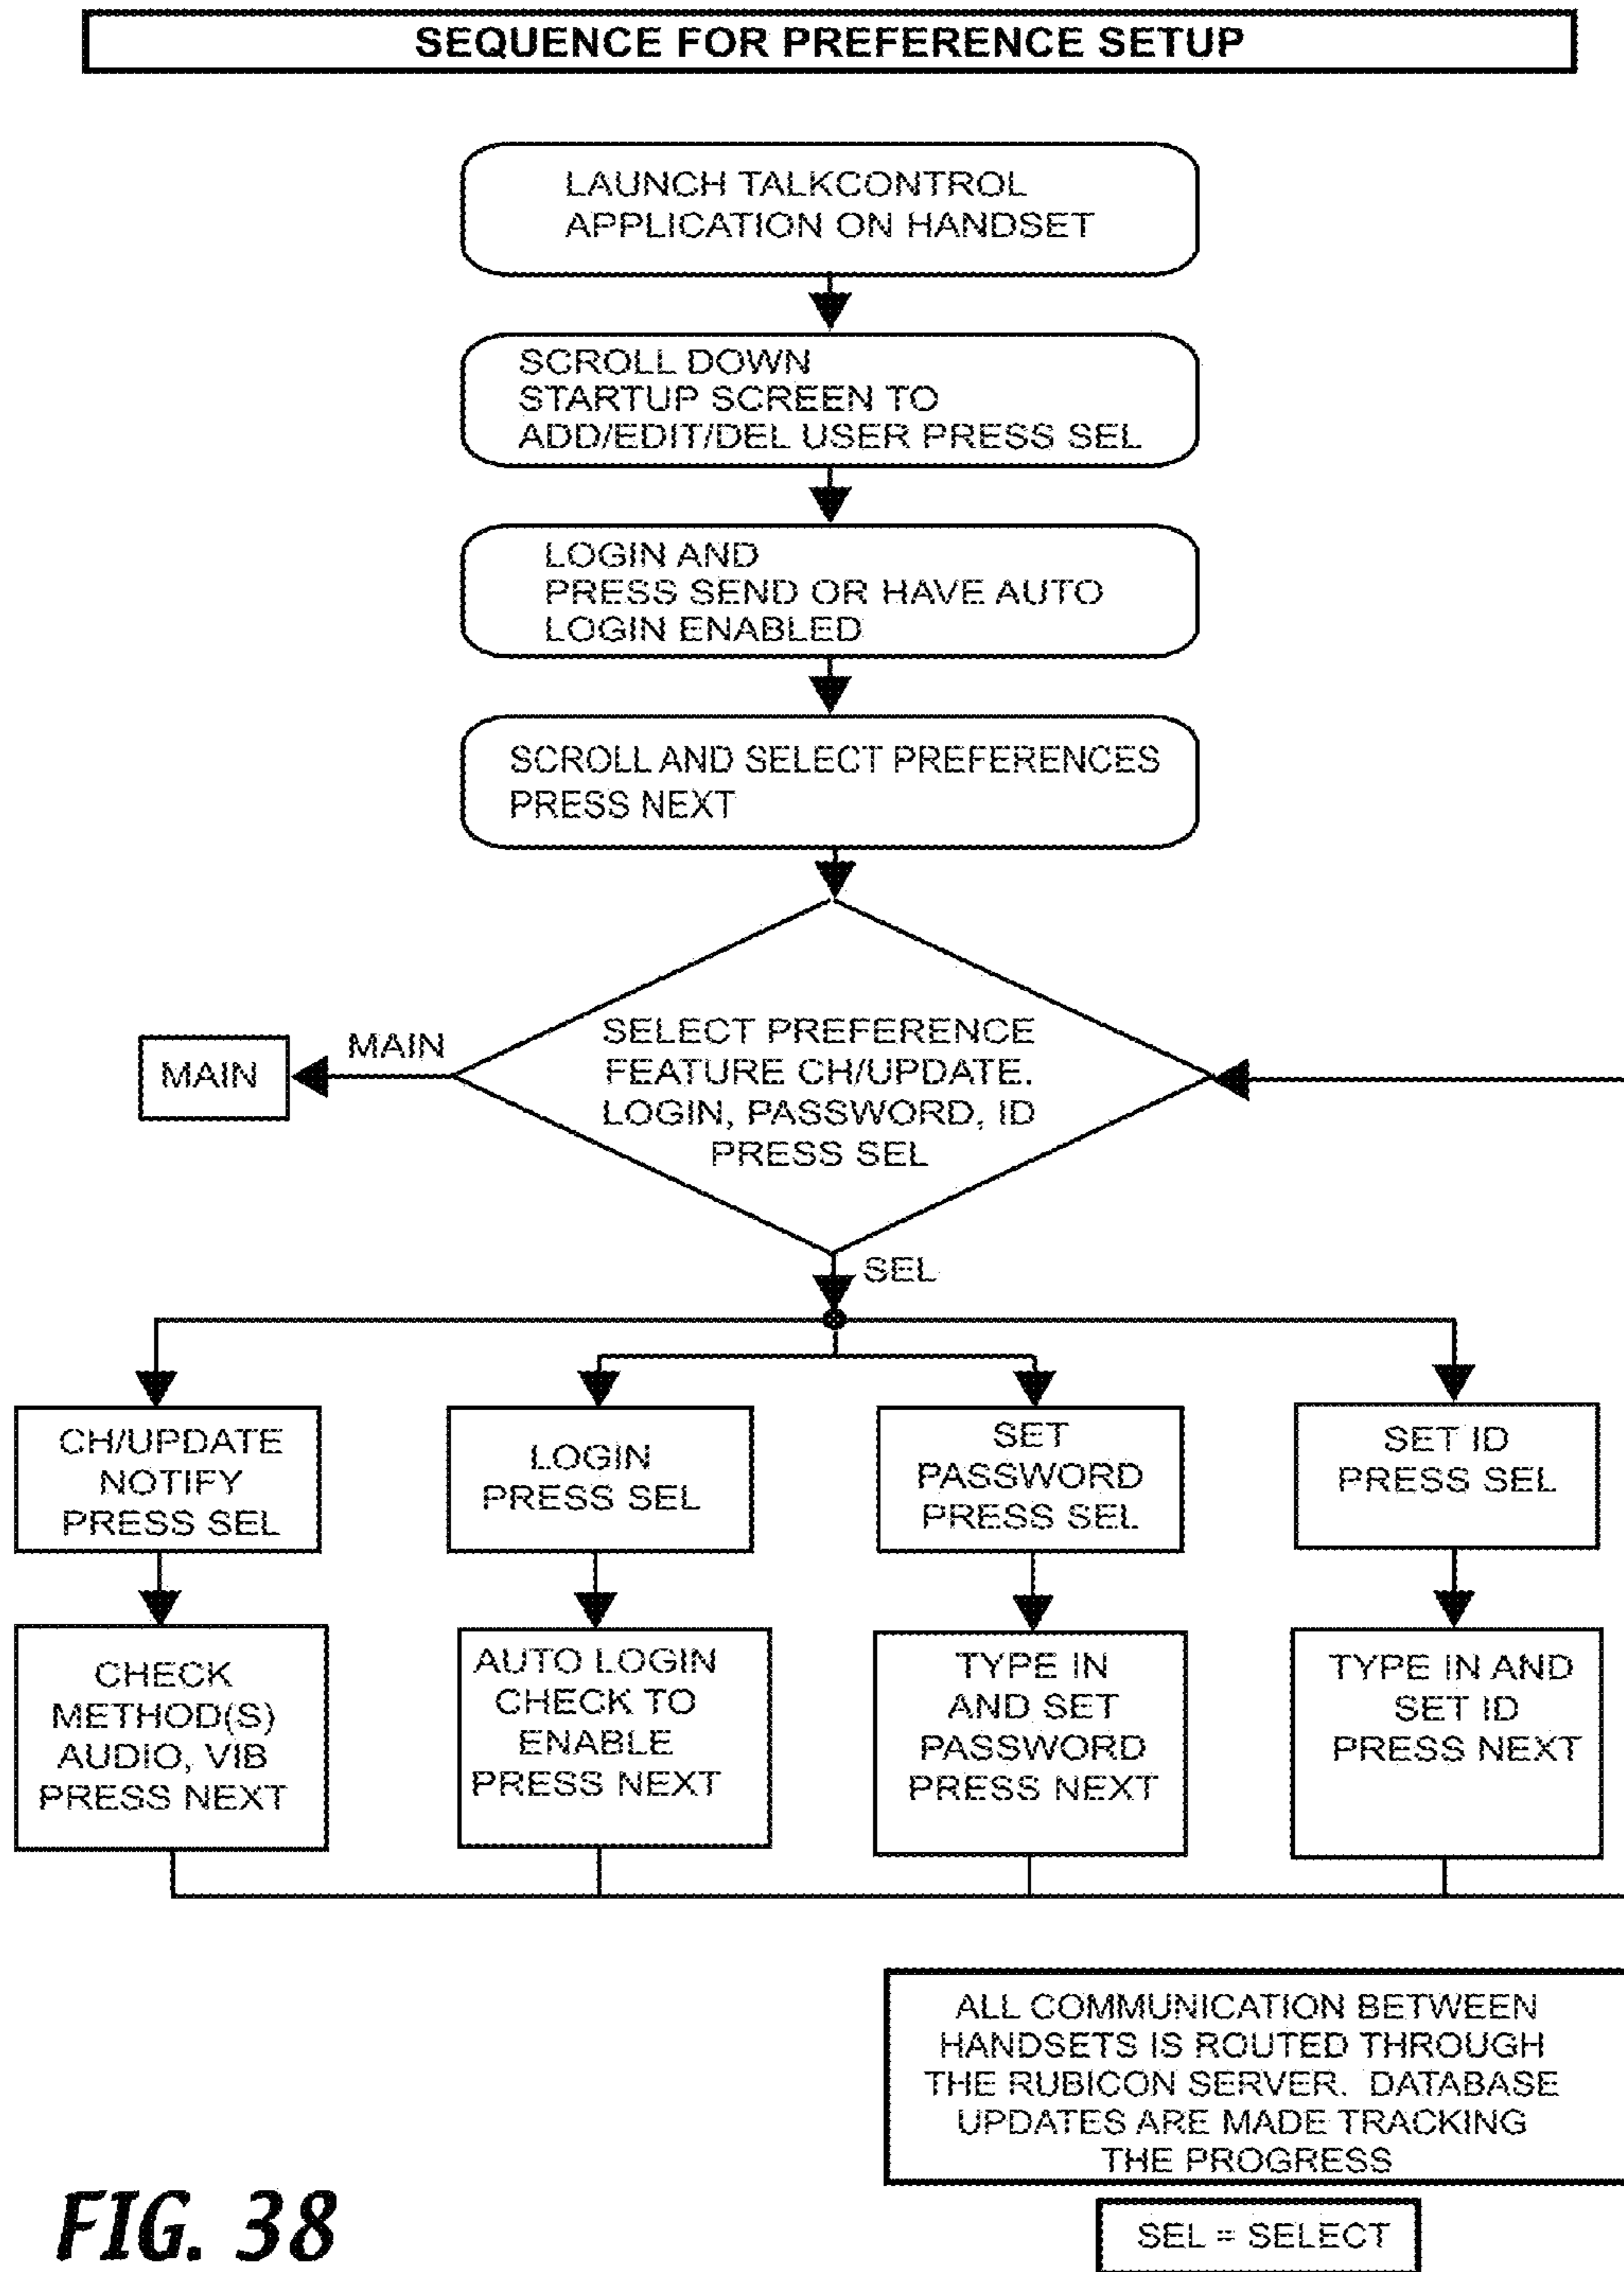 SEQUENCE FOR PREFERENCE SETUP
LAUNCH TALKCONTROL
APPLICATION ON HANDSET
SCROLL DOWN
STARTUP SCREEN TO
ADD/EDIT/DEL USER PRESS SEL
LOGIN AND
PRESS SEND OR HAVE AUTO
LOGIN ENABLED
SCROLL AND SELECT PREFERENCES
PRESS NEXT
SELECT PREFERENCE
FEATURE CH/UPDATE.
LOGIN, PASSWORD, ID
PRESS SEL
MAIN
MAIN
SEL
CH/UPDATE
NOTIFY
PRESS SEL
LOGIN
PRESS SEL
SET
PASSWORD
PRESS SEL
SET ID
PRESS SEL
CHECK
METHOD(S)
AUDIO, VIB
PRESS NEXT
AUTO LOGIN
CHECK TO
ENABLE
PRESS NEXT
TYPE IN
AND SET
PASSWORD
PRESS NEXT
TYPE IN AND
SET ID
PRESS NEXT
ALL COMMUNICATION BETWEEN
HANDSETS IS ROUTED THROUGH
THE RUBICON SERVER. DATABASE
UPDATES ARE MADE TRACKING
THE PROGRESS
SEL = SELECT
FIG. 38